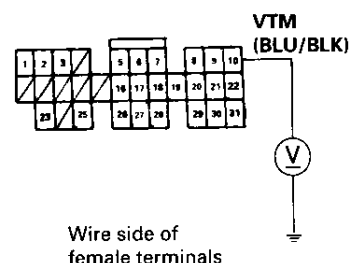 VTM
(BLU/BLK)
1 2 3 5 6 7 8 9 10
16 17 18 19 20 21 22
23 25 26 27 28 29 30 31
V
Wire side of
female terminals